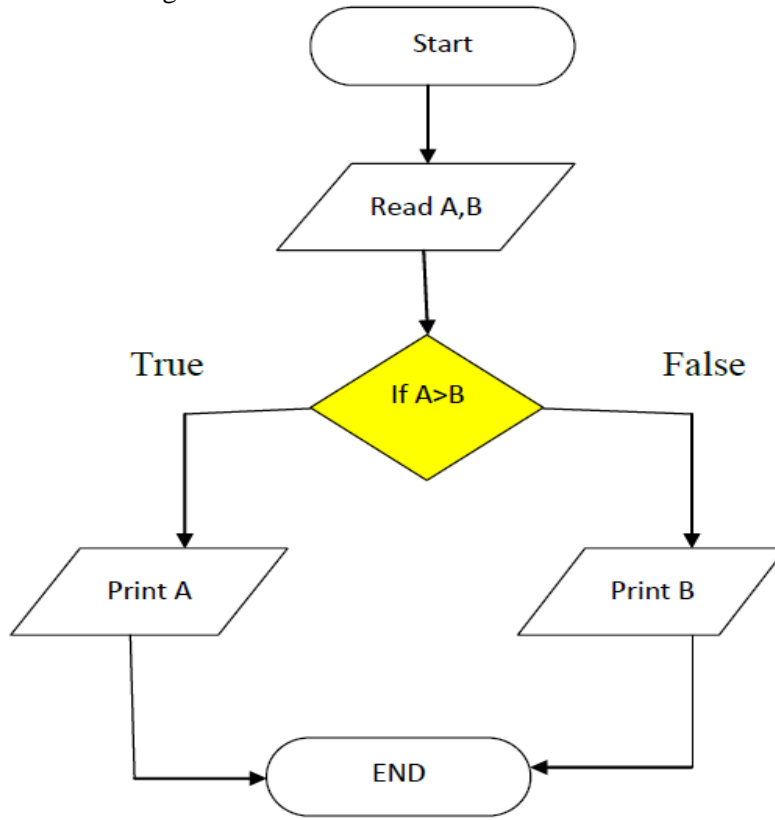 Start
Read A,B
True
False
If A>B
Print A
Print B
END